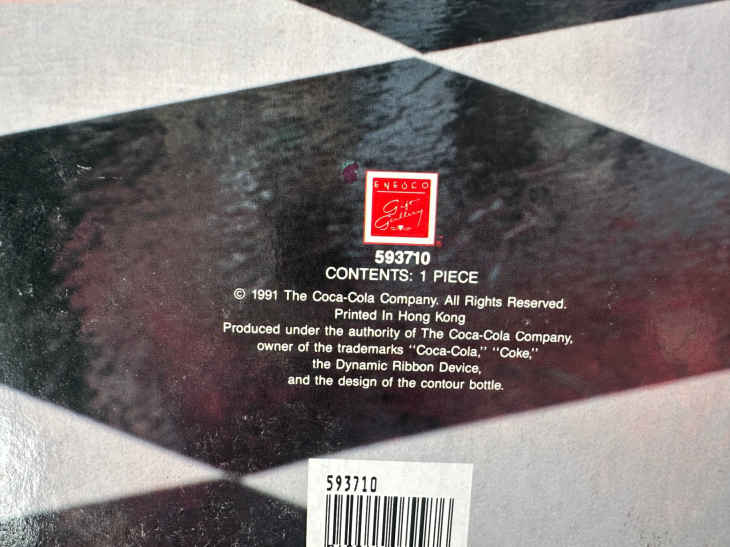 ENESCO
Gift
Gallery
593710
CONTENTS: 1 PIECE
© 1991 The Coca-Cola Company. All Rights Reserved.
Printed In Hong Kong
Produced under the authority of The Coca-Cola Company,
owner of the trademarks "Coca-Cola," "Coke,"
the Dynamic Ribbon Device,
and the design of the contour bottle.
593710